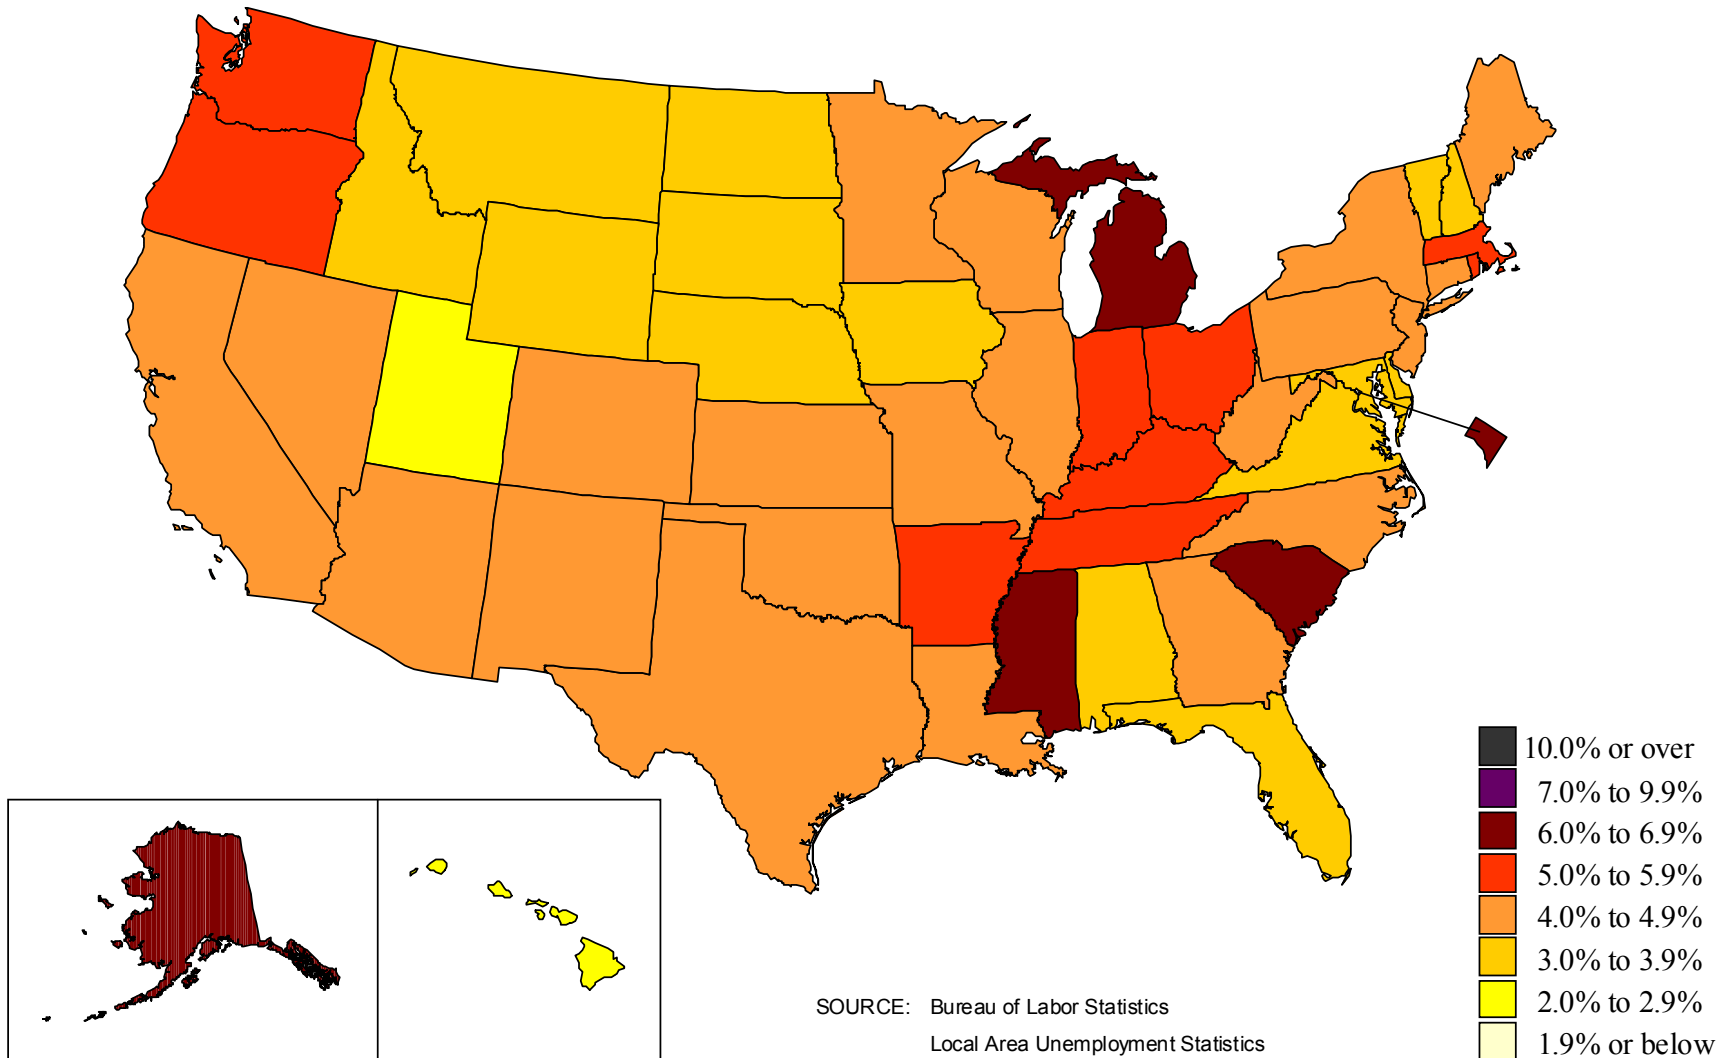 10.0% or over
7.0% to 9.9%
6.0% to 6.9%
5.0% to 5.9%
4.0% to 4.9%
3.0% to 3.9%
2.0% to 2.9%
1.9% or below
SOURCE: Bureau of Labor Statistics
Local Area Unemployment Statistics